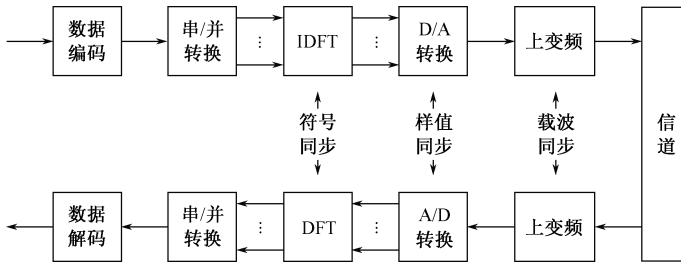 数据
编码
串/并
转换
⋮
IDFT
⋮
D/A
转换
上变频
符号
同步
样值
同步
载波
同步
信
道
数据
解码
串/并
转换
⋮
DFT
⋮
A/D
转换
上变频